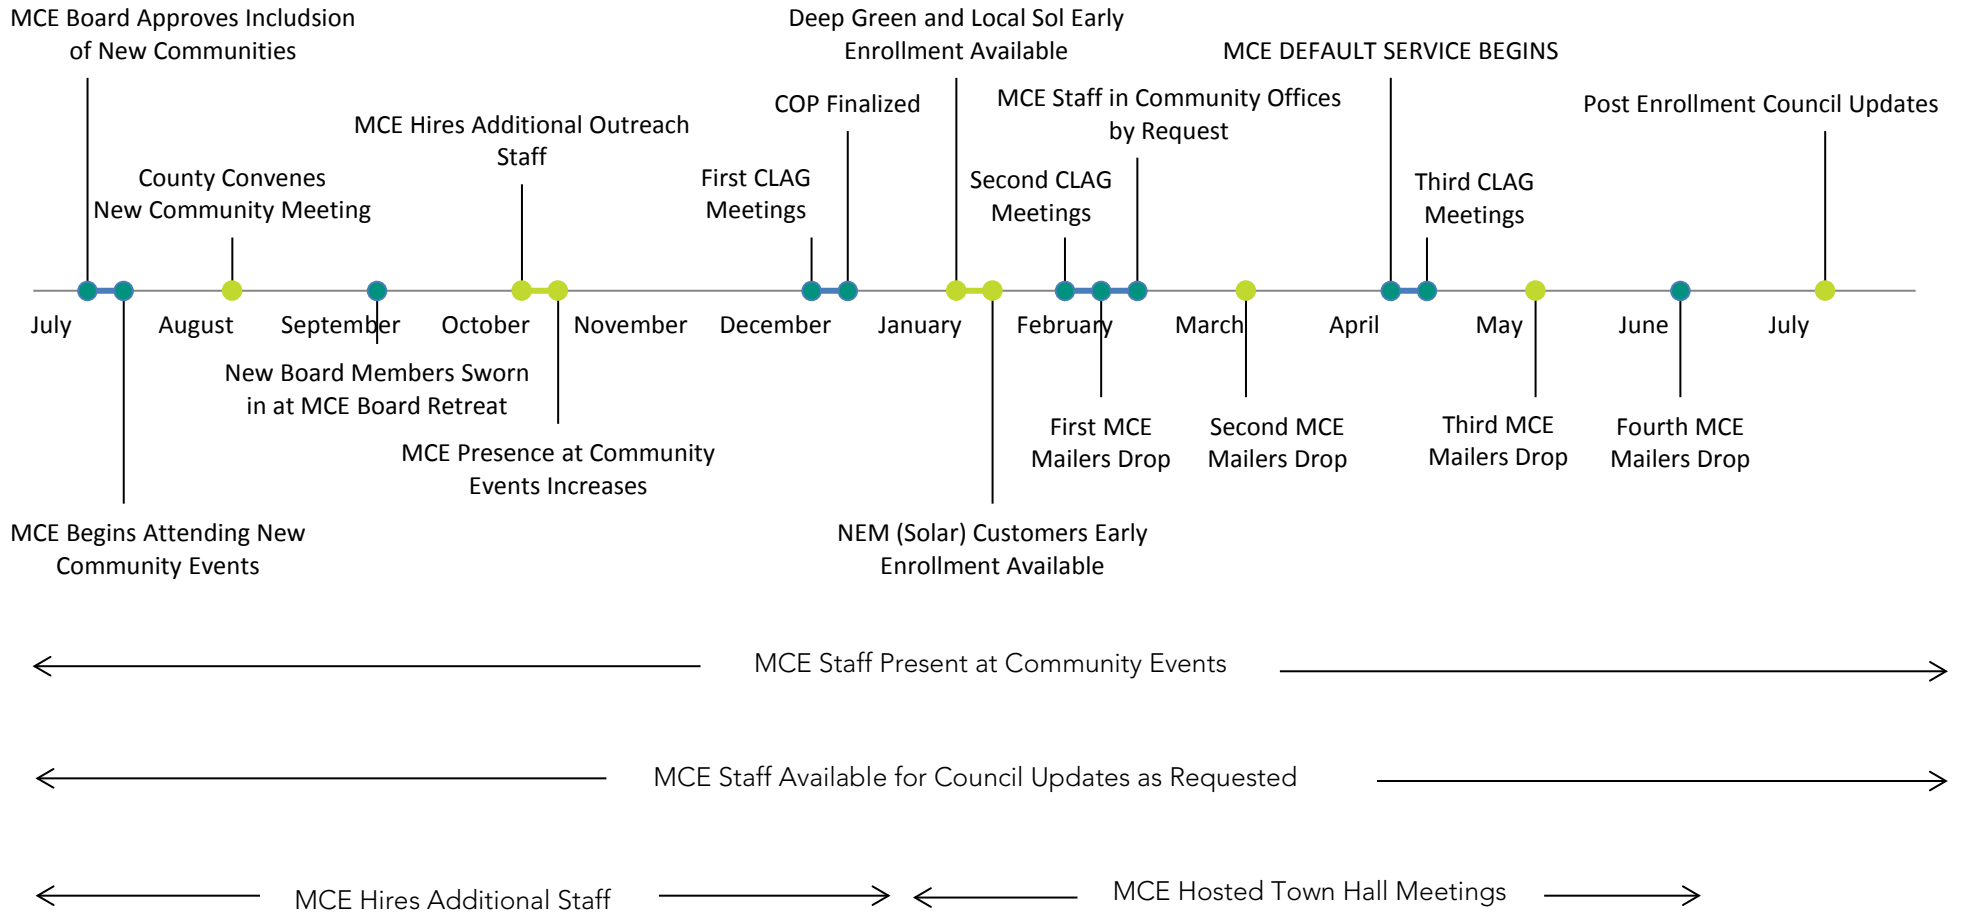 MCE Board Approves Includsion
of New Communities
Deep Green and Local Sol Early
Enrollment Available
MCE DEFAULT SERVICE BEGINS
COP Finalized
MCE Staff in Community Offices
by Request
Post Enrollment Council Updates
MCE Hires Additional Outreach
Staff
County Convenes
New Community Meeting
First CLAG
Meetings
Second CLAG
Meetings
Third CLAG
Meetings
July
August
September
October
November
December
January
February
March
April
May
June
July
New Board Members Sworn
in at MCE Board Retreat
MCE Presence at Community
Events Increases
First MCE
Mailers Drop
Second MCE
Mailers Drop
Third MCE
Mailers Drop
Fourth MCE
Mailers Drop
MCE Begins Attending New
Community Events
NEM (Solar) Customers Early
Enrollment Available
MCE Staff Present at Community Events
MCE Staff Available for Council Updates as Requested
MCE Hires Additional Staff
MCE Hosted Town Hall Meetings